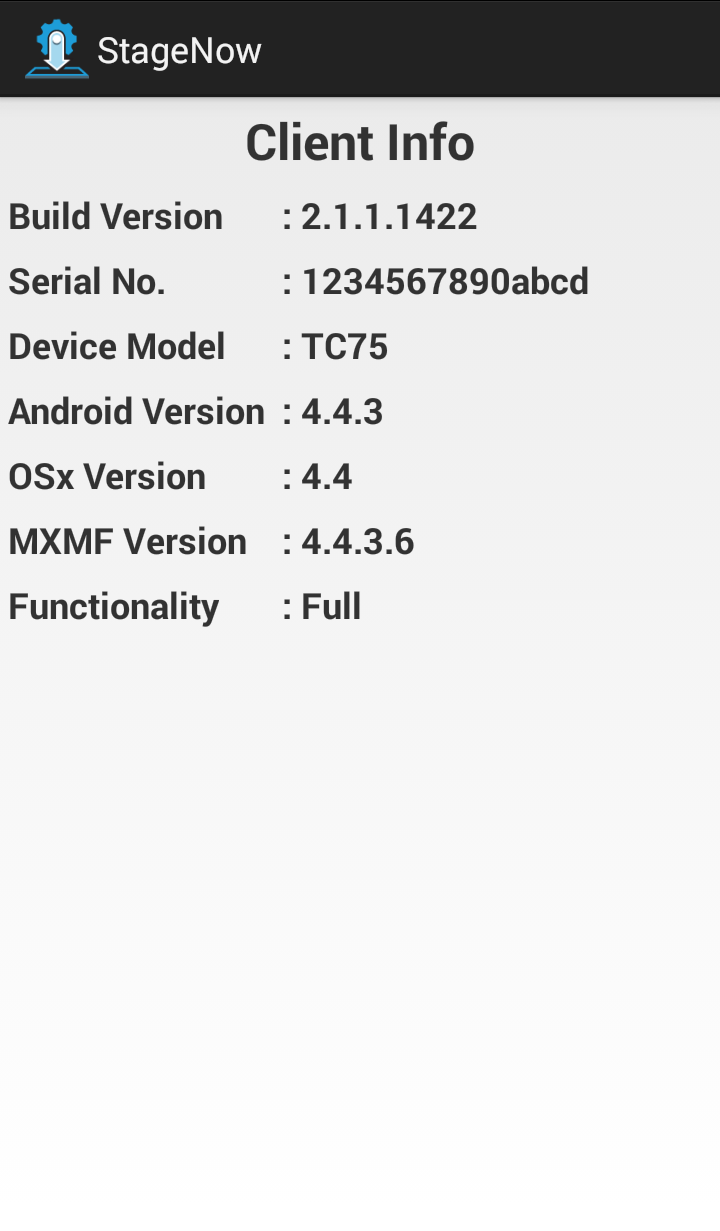 StageNow
Client Info
Build Version : 2.1.1.1422
Serial No. : 1234567890abcd
Device Model : TC75
Android Version : 4.4.3
OSx Version : 4.4
MXMF Version : 4.4.3.6
Functionality : Full